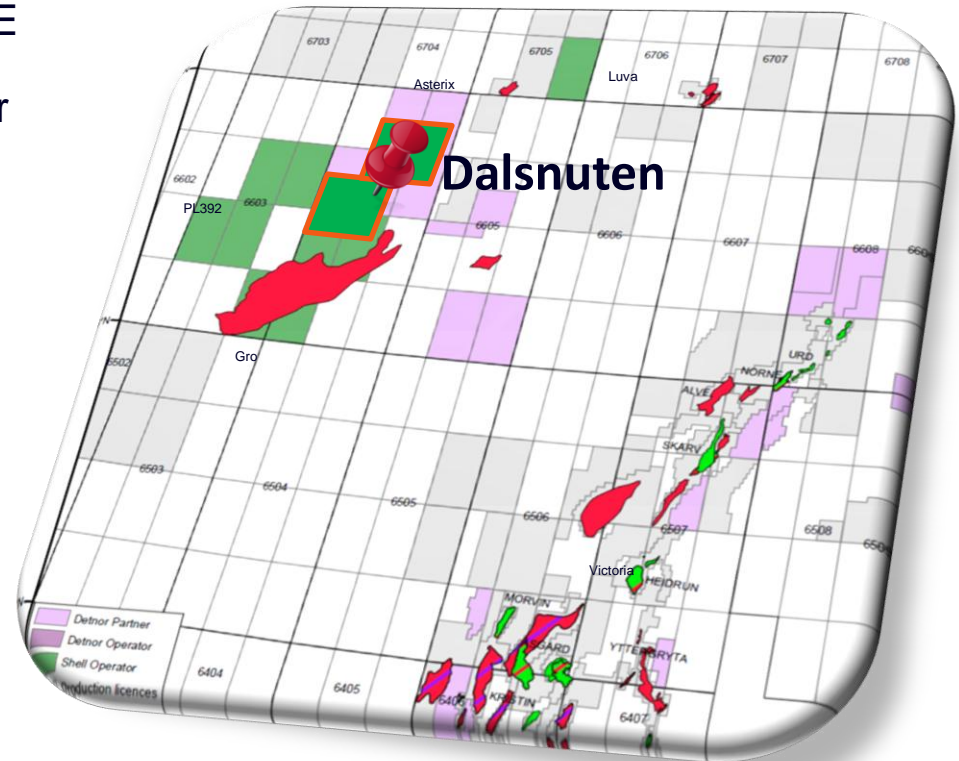 E
r
6703
6704
6705
6706
6707
6708
Asterix
Luva
Dalsnuten
6602
PL392
6603
6605
6606
6607
6608
Gro
6502
URD
NORNE
ALVE
SKARV
6503
6504
6505
6506
6507
6508
Victoria
HEIDRUN
MORVIN
ÅSGARD
YTTERGRYTA
Detnor Partner
Detnor Operator
Shell Operator
Production licences
6404
6405
6406
KRISTIN
6407